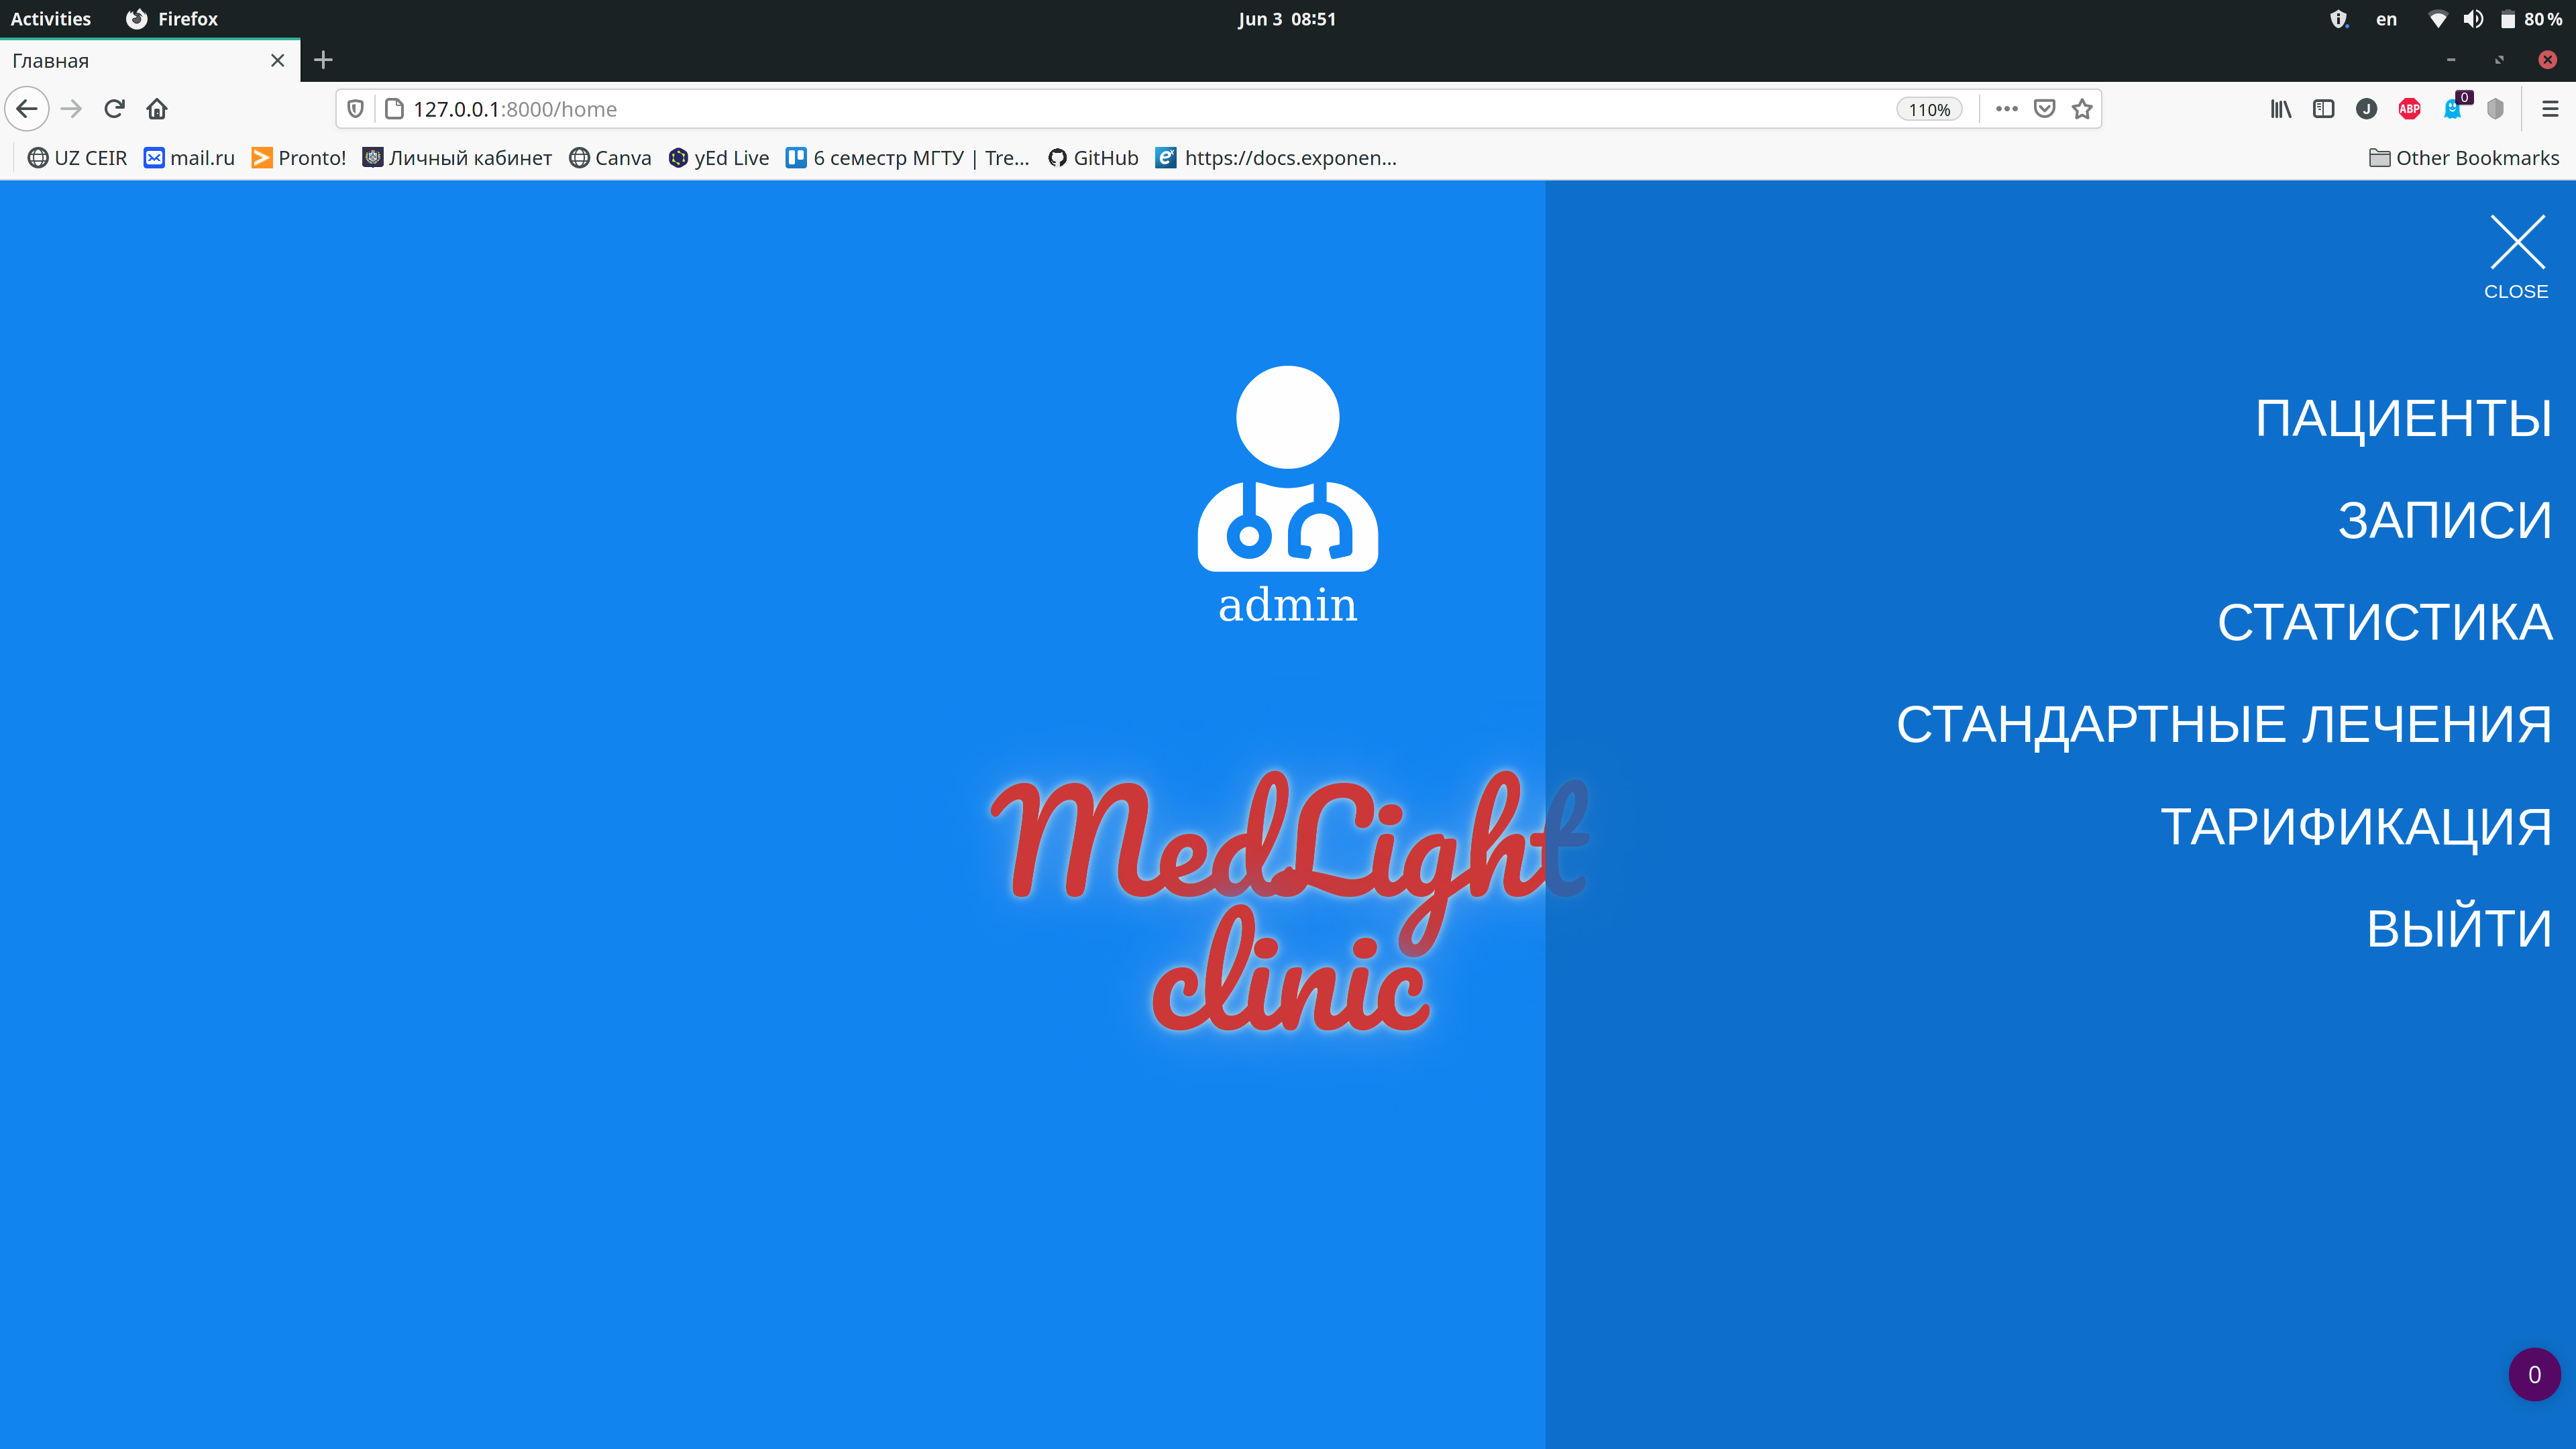 Activities Firefox Jun 3 08:51 en 80 %
Главная
127.0.0.1:8000/home 110% J ABP 0
UZ CEIR mail.ru Pronto! Личный кабинет Canva yEd Live 6 семестр МГТУ | Tre... GitHub https://docs.exponen... Other Bookmarks
CLOSE
ПАЦИЕНТЫ
ЗАПИСИ
СТАТИСТИКА
СТАНДАРТНЫЕ ЛЕЧЕНИЯ
ТАРИФИКАЦИЯ
ВЫЙТИ
admin
MedLight
clinic
0